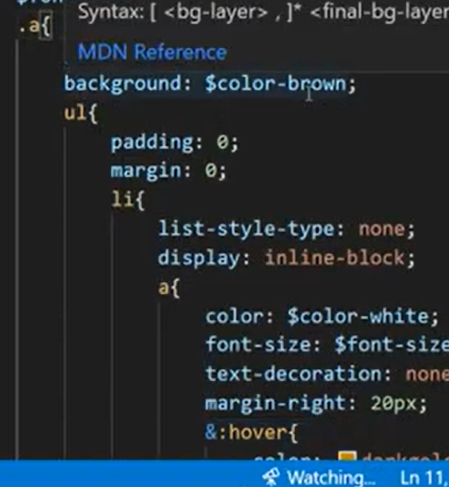 Syntax: [ <bg-layer> , ]* <final-bg-layer
.a{
MDN Reference
background: $color-brown;
ul{
padding: 0;
margin: 0;
li{
list-style-type: none;
display: inline-block;
a{
color: $color-white;
font-size: $font-size
text-decoration: none
margin-right: 20px;
&:hover{
color:
Watching... Ln 11,